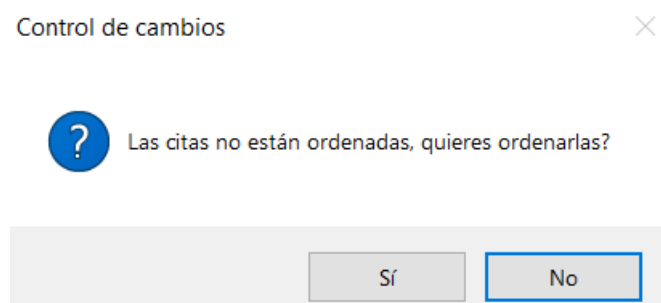 Control de cambios
Las citas no están ordenadas, quieres ordenarlas?
Sí
No